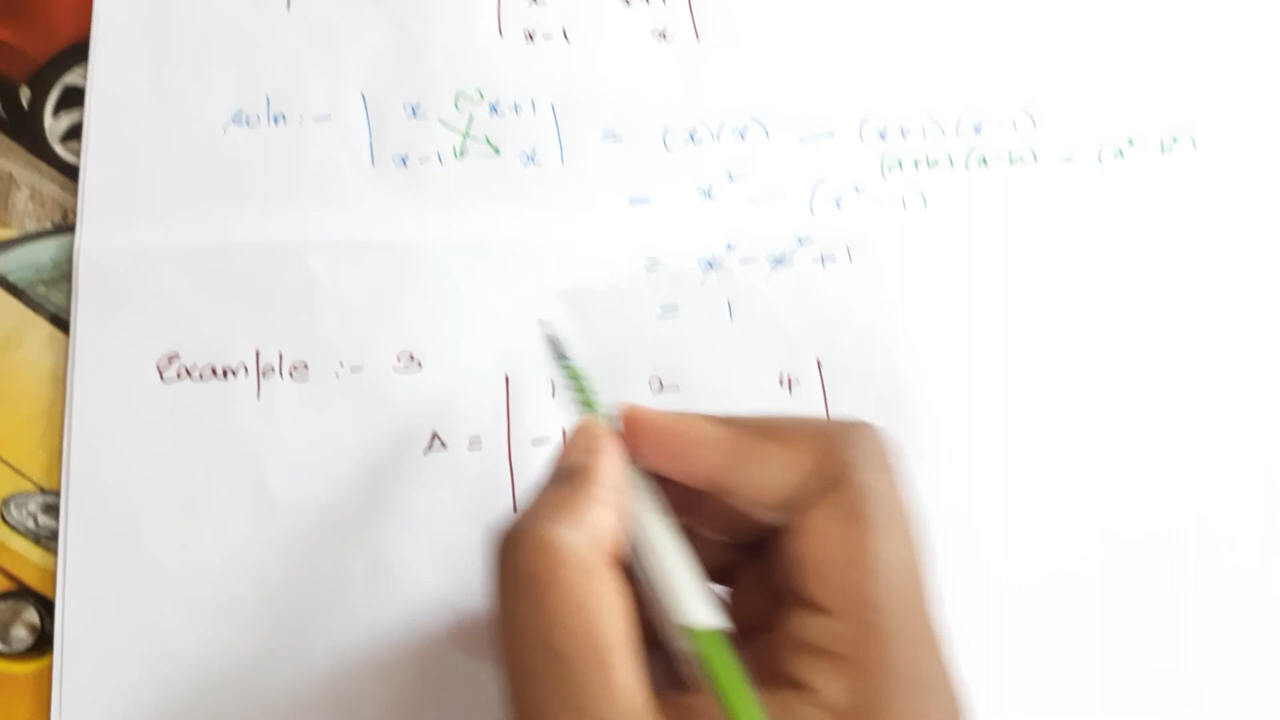 x-1 x
soln:- | x x+1 | = (x)(x) - (x+1)(x-1)
| x-1 x | (a+b)(a-b) = (a²-b²)
= x² - (x²-1)
= x² - x² + 1
= 1
Example :- 3
| 1 2 4 |
Δ = | -1